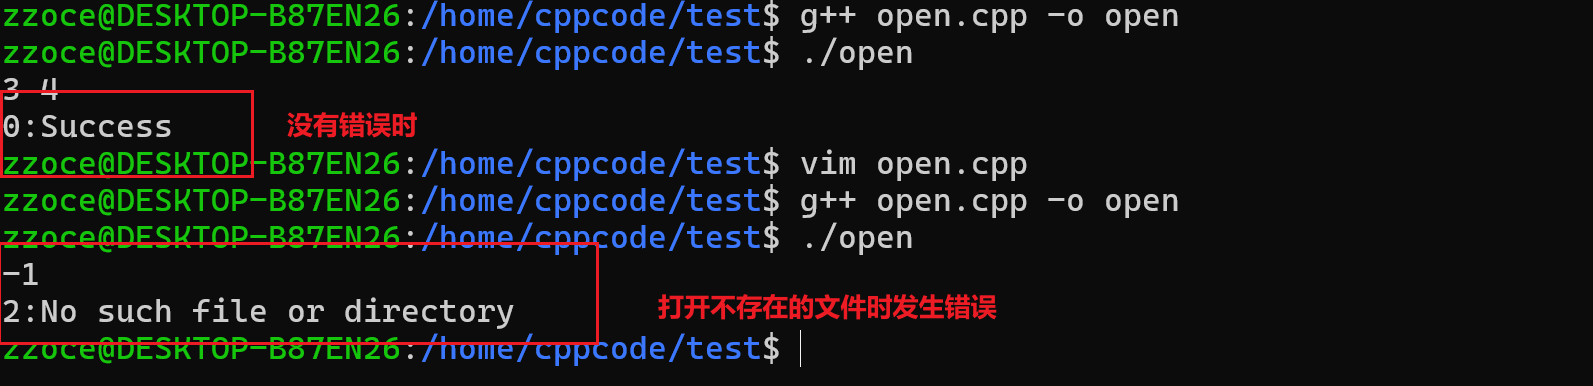 zzoce@DESKTOP-B87EN26:/home/cppcode/test$ g++ open.cpp -o open
zzoce@DESKTOP-B87EN26:/home/cppcode/test$ ./open
3 4
0:Success 没有错误时
zzoce@DESKTOP-B87EN26:/home/cppcode/test$ vim open.cpp
zzoce@DESKTOP-B87EN26:/home/cppcode/test$ g++ open.cpp -o open
zzoce@DESKTOP-B87EN26:/home/cppcode/test$ ./open
-1
2:No such file or directory 打开不存在的文件时发生错误
zzoce@DESKTOP-B87EN26:/home/cppcode/test$